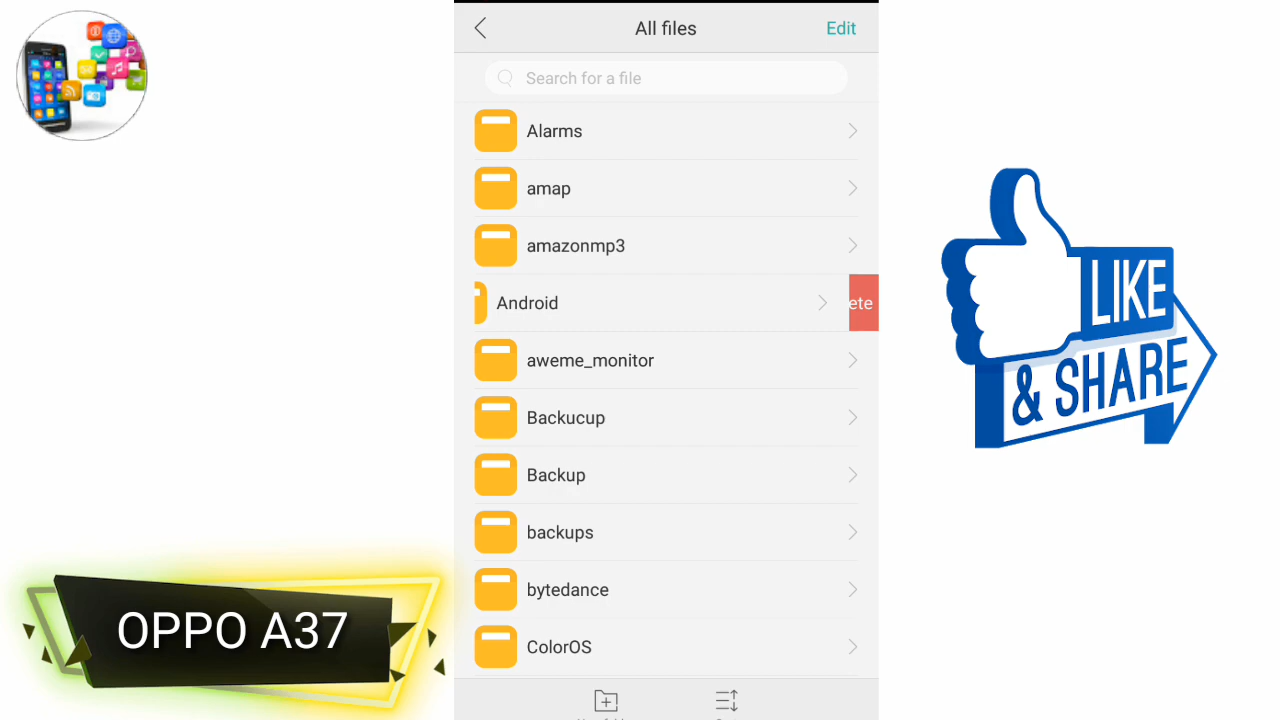 All files
Edit
Search for a file
Alarms
amap
amazonmp3
Android
ete
aweme_monitor
Backucup
Backup
backups
bytedance
ColorOS
OPPO A37
LIKE
& SHARE